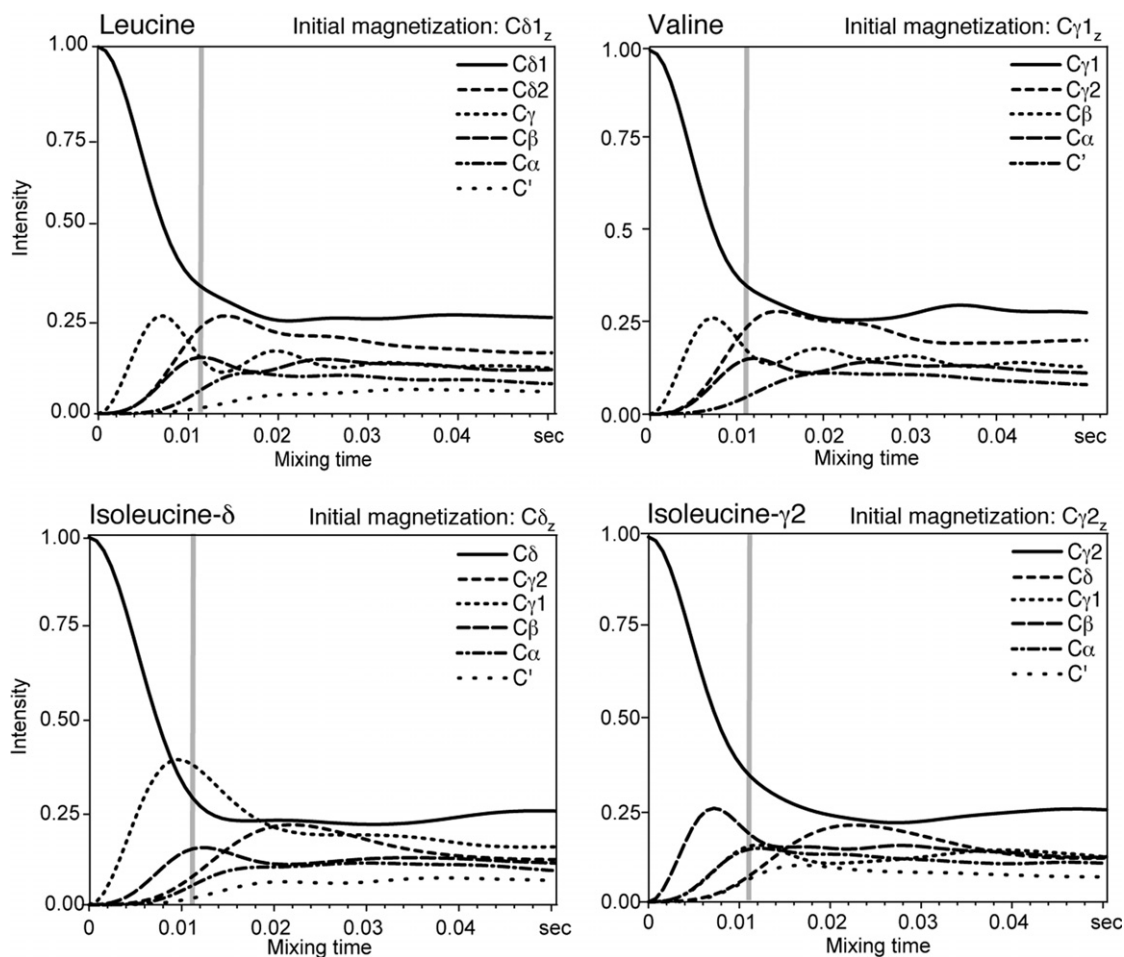 Leucine
Initial magnetization: Cδ1z
1.00
0.75
0.50
0.25
0.00
Intensity
Cδ1
Cδ2
Cγ
Cβ
Cα
C'
0
0.01
0.02
0.03
0.04
sec
Mixing time
Valine
Initial magnetization: Cγ1z
1.00
0.75
0.5
0.25
0.00
Cγ1
Cγ2
Cβ
Cα
C'
0
0.01
0.02
0.03
0.04
sec
Mixing time
Isoleucine-δ
Initial magnetization: Cδz
1.00
0.75
0.50
0.25
0.00
Intensity
Cδ
Cγ2
Cγ1
Cβ
Cα
C'
0
0.01
0.02
0.03
0.04
sec
Mixing time
Isoleucine-γ2
Initial magnetization: Cγ2z
1.00
0.75
0.50
0.25
0.00
Cγ2
Cδ
Cγ1
Cβ
Cα
C'
0
0.01
0.02
0.03
0.04
sec
Mixing time